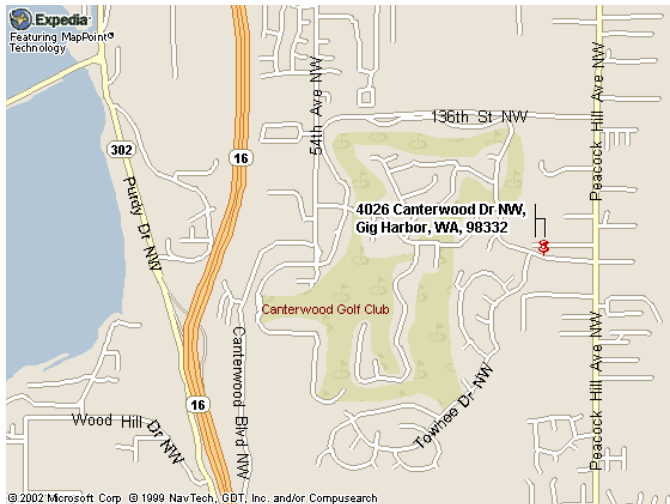 Expedia
Featuring MapPoint
Technology
136th St NW
54th Ave NW
Peacock Hill Ave NW
302
16
Purdy Dr NW
4026 Canterwood Dr NW,
Gig Harbor, WA, 98332
Canterwood Golf Club
Canterwood Blvd NW
Peacock Hill Ave NW
Towhee Dr NW
16
Wood Hill
Dr NW
© 2002 Microsoft Corp © 1999 NavTech, GDT, Inc. and/or Compusearch